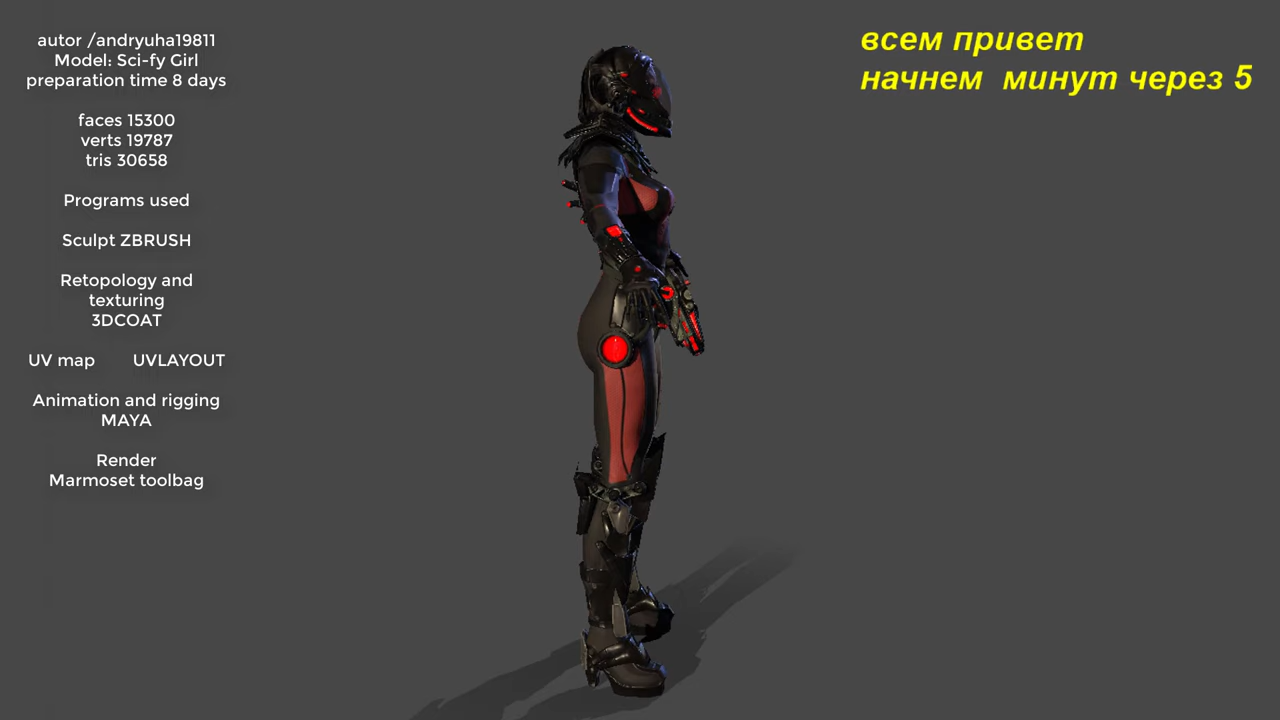 autor /andryuha19811
Model: Sci-fy Girl
preparation time 8 days
faces 15300
verts 19787
tris 30658
Programs used
Sculpt ZBRUSH
Retopology and
texturing
3DCOAT
UV map UVLAYOUT
Animation and rigging
MAYA
Render
Marmoset toolbag
всем привет
начнем минут через 5